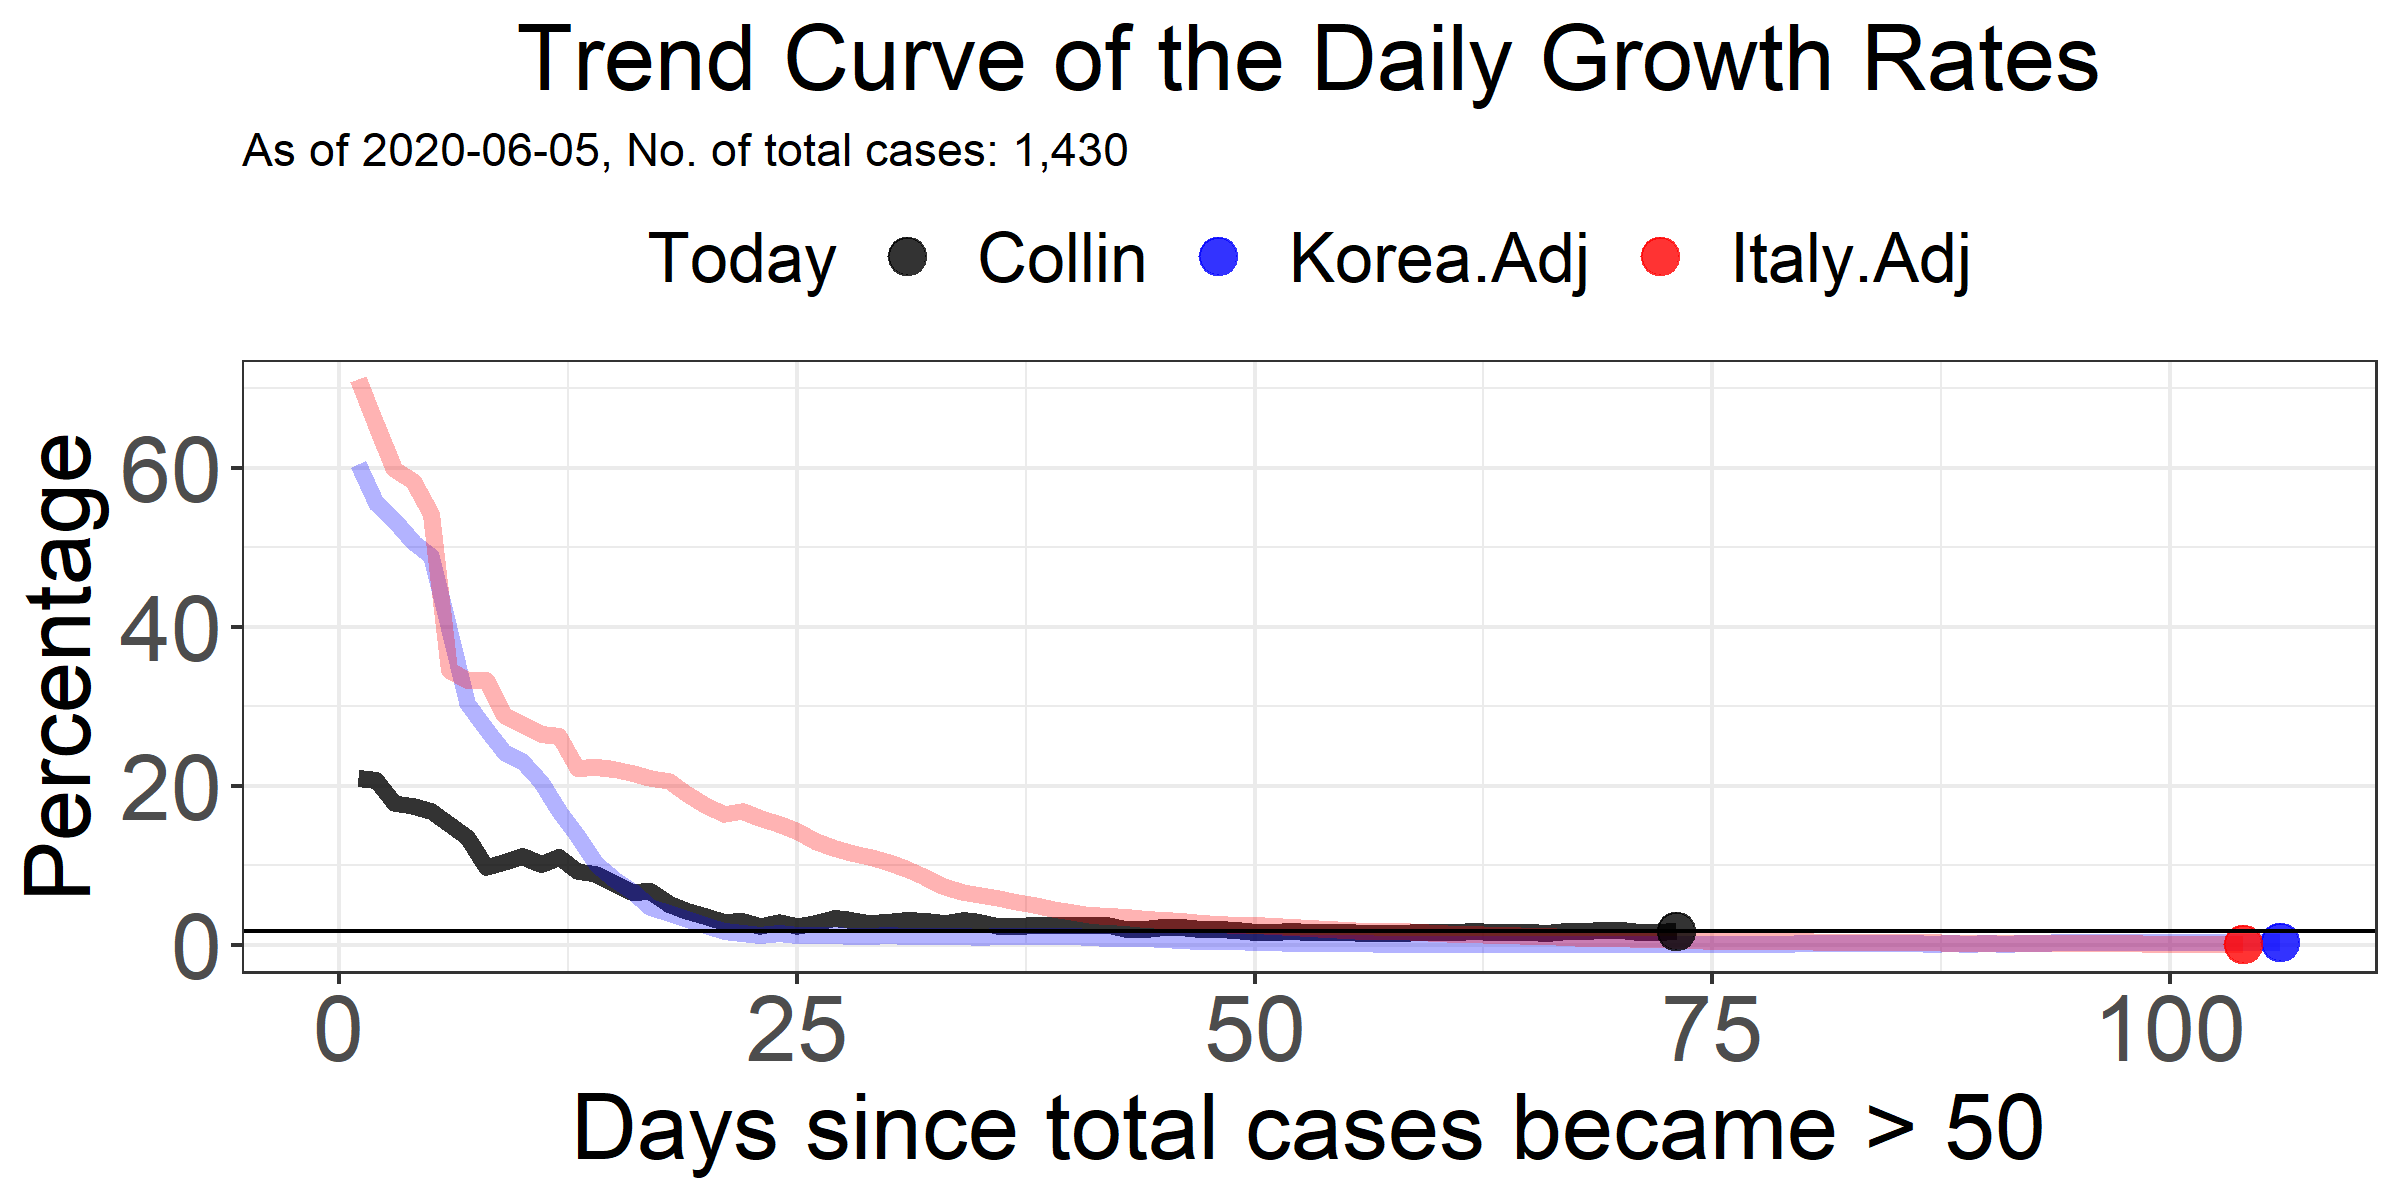 Trend Curve of the Daily Growth Rates
As of 2020-06-05, No. of total cases: 1,430
Today Collin Korea.Adj Italy.Adj
Percentage
60
40
20
0
0 25 50 75 100
Days since total cases became > 50